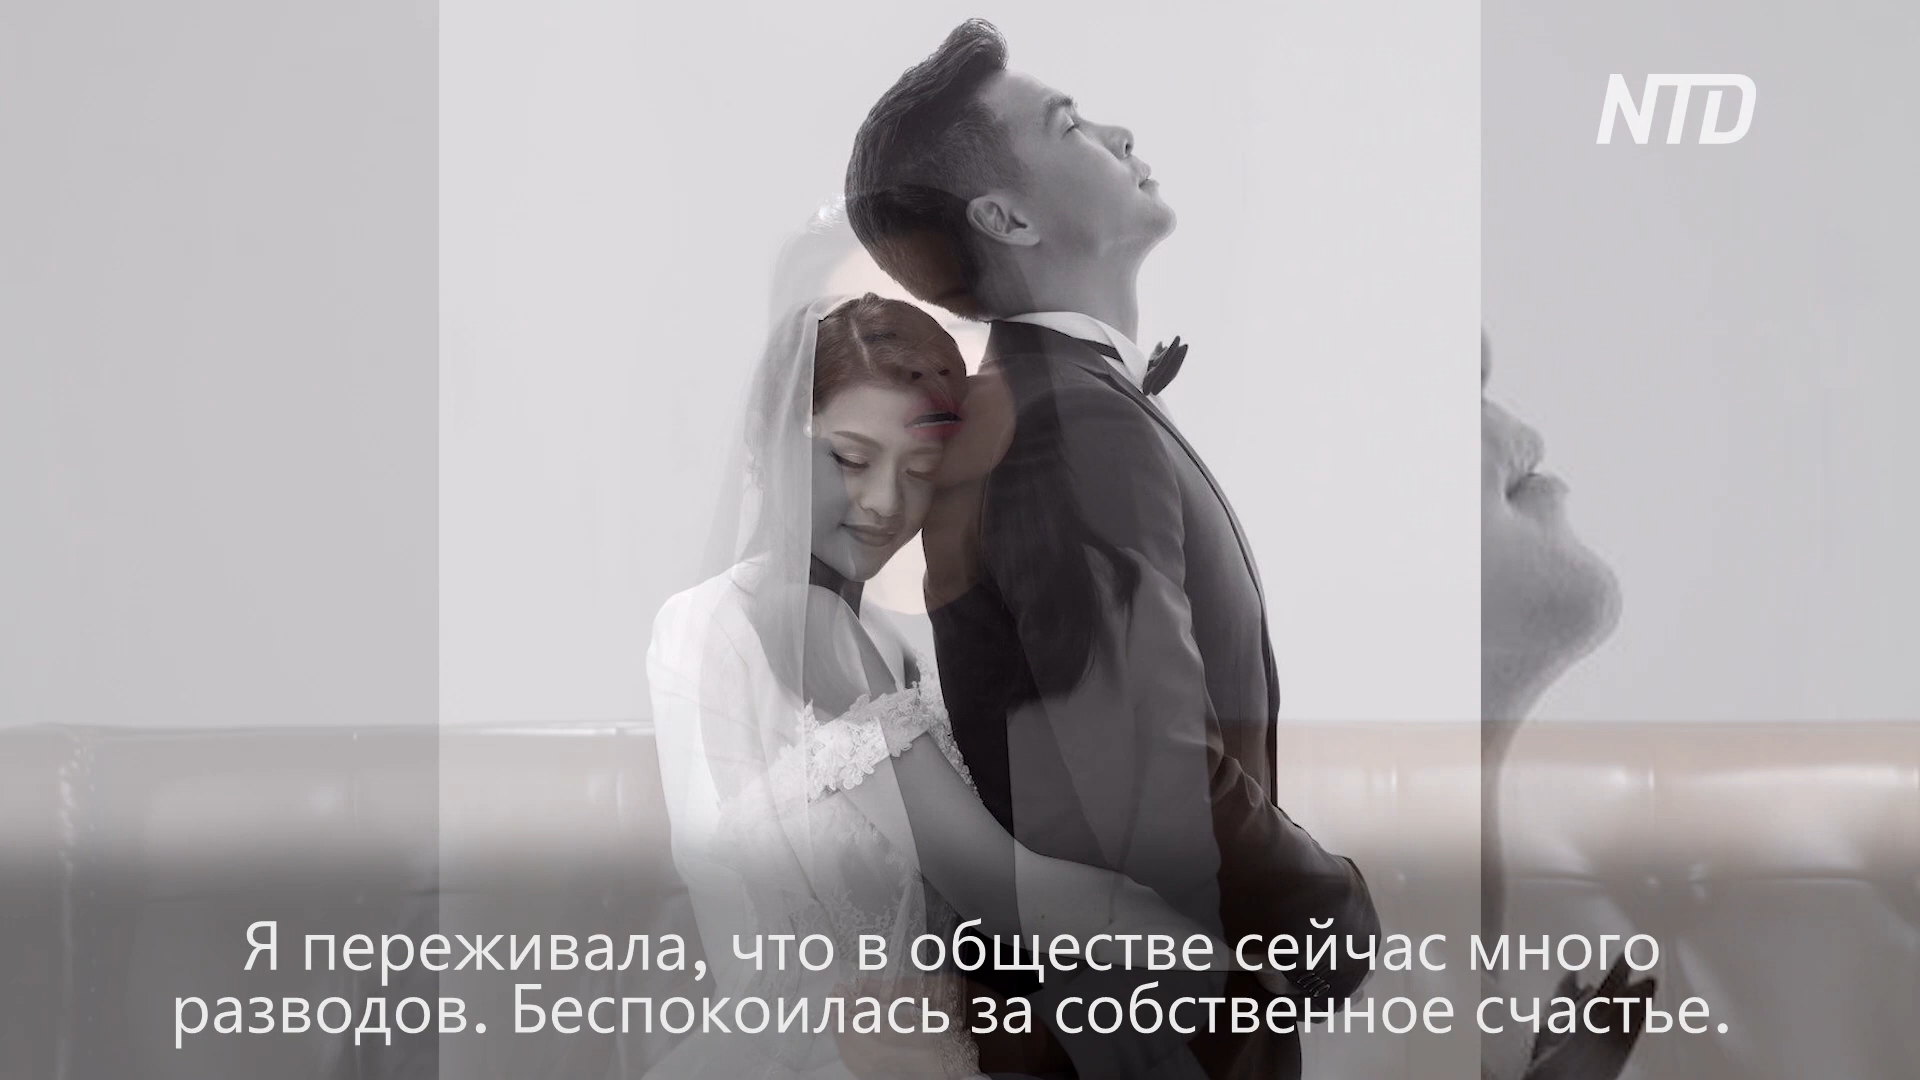 NTD
Я переживала, что в обществе сейчас много
разводов. Беспокоилась за собственное счастье.